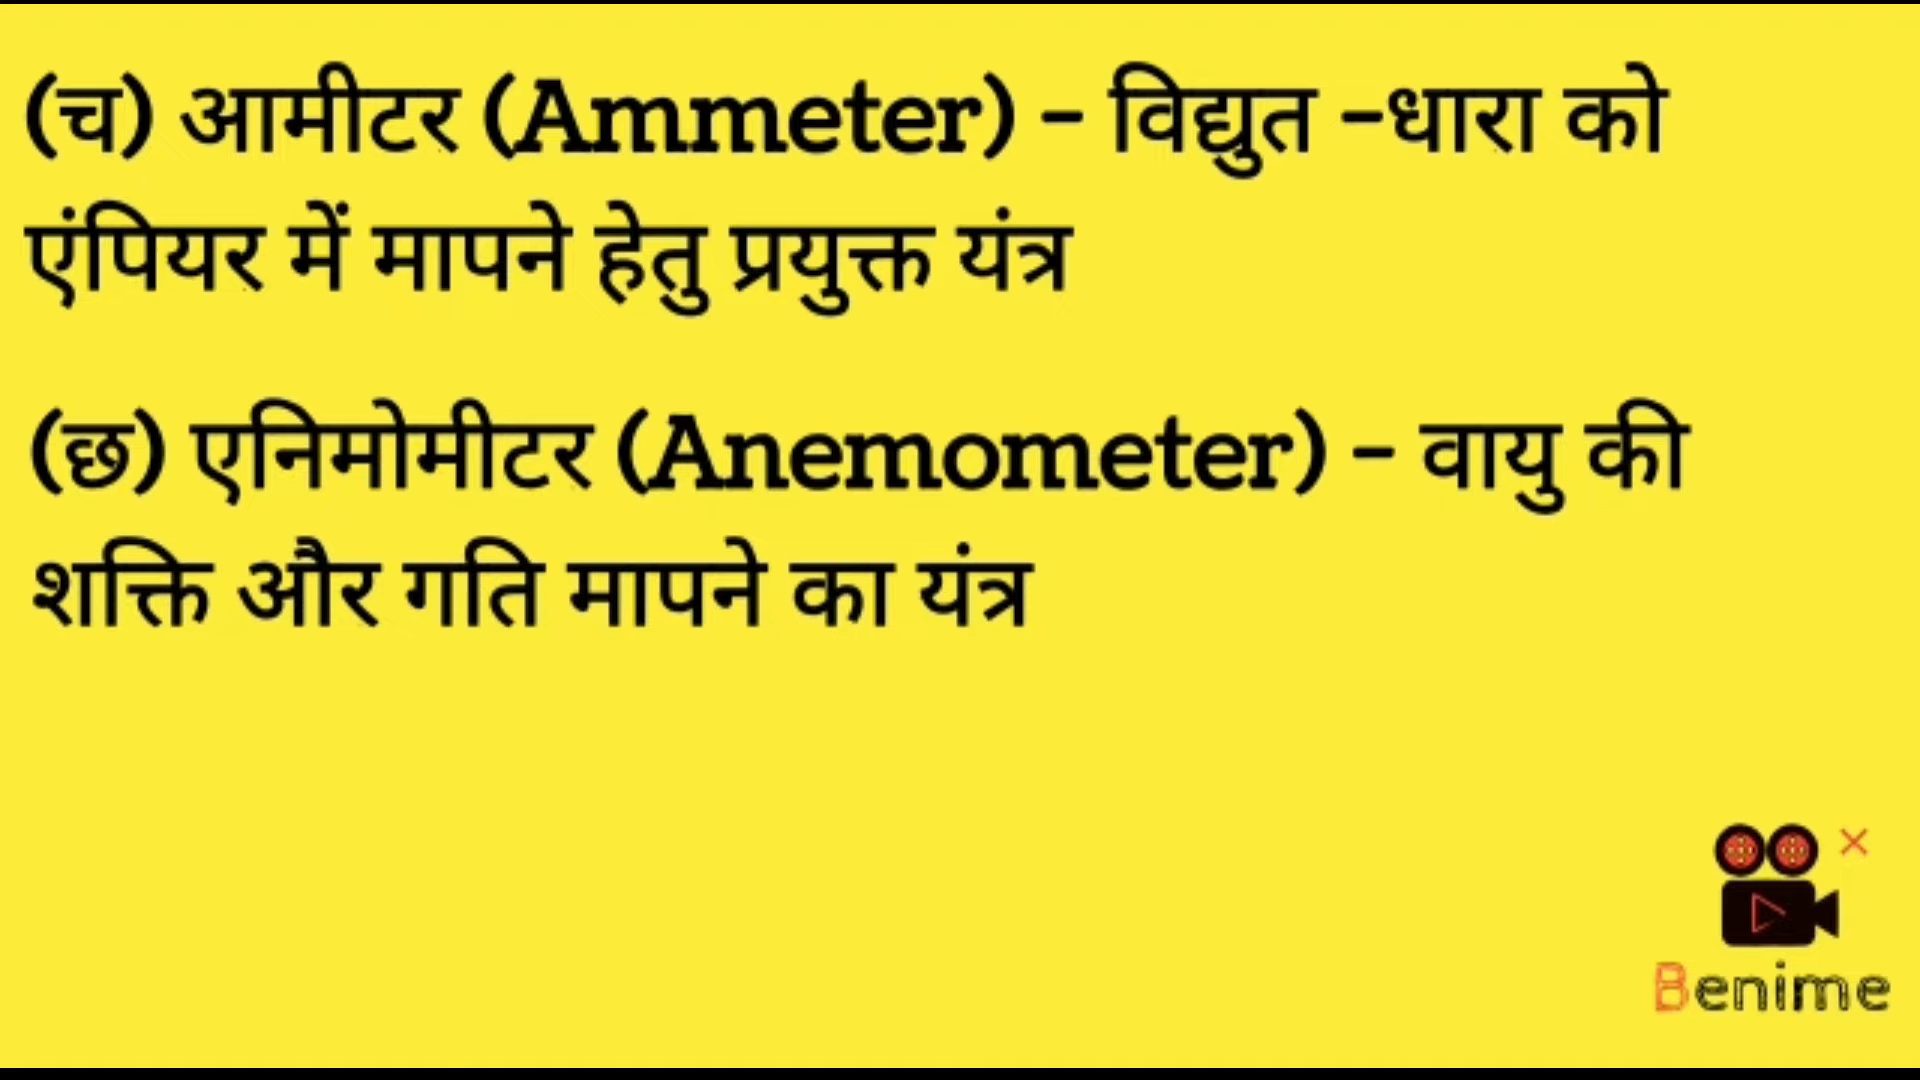 (च) आमीटर (Ammeter) - विद्युत -धारा को
एंपियर में मापने हेतु प्रयुक्त यंत्र
(छ) एनिमोमीटर (Anemometer) - वायु की
शक्ति और गति मापने का यंत्र
Benime